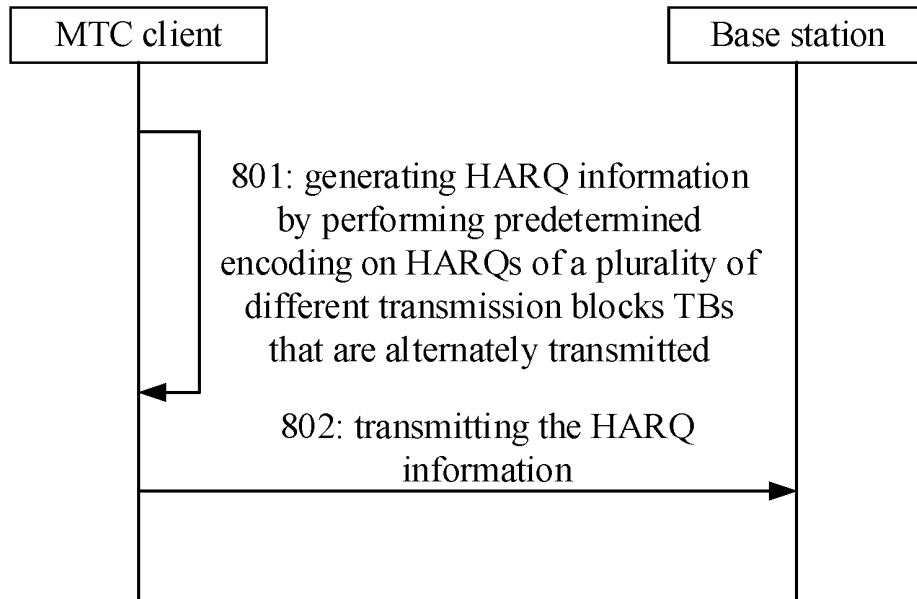 MTC client
Base station
801: generating HARQ information
by performing predetermined
encoding on HARQs of a plurality of
different transmission blocks TBs
that are alternately transmitted
802: transmitting the HARQ
information